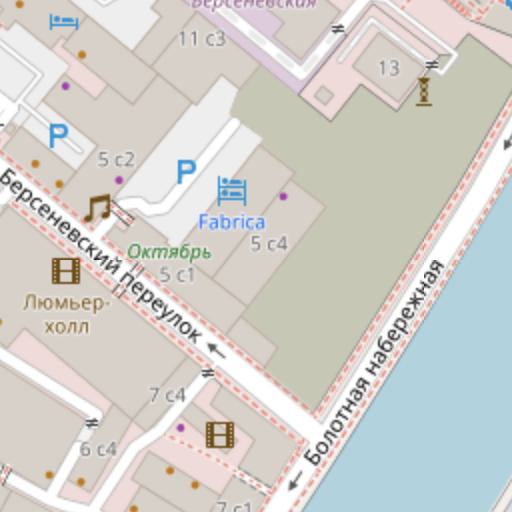 Берсеневская
11 с3
13
P
5 с2
P
Fabrica
5 с4
Октябрь
5 с1
Берсеневский переулок
Люмьер-
холл
Болотная набережная
7 с4
6 с4
7 с1